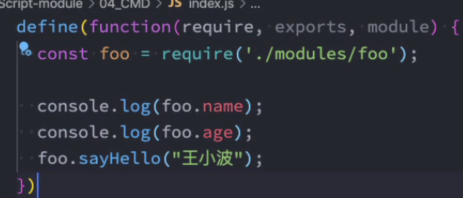 Script-module > 04_CMD > JS index.js > ...
define(function(require, exports, module) {
const foo = require('./modules/foo');
console.log(foo.name);
console.log(foo.age);
foo.sayHello("王小波");
})